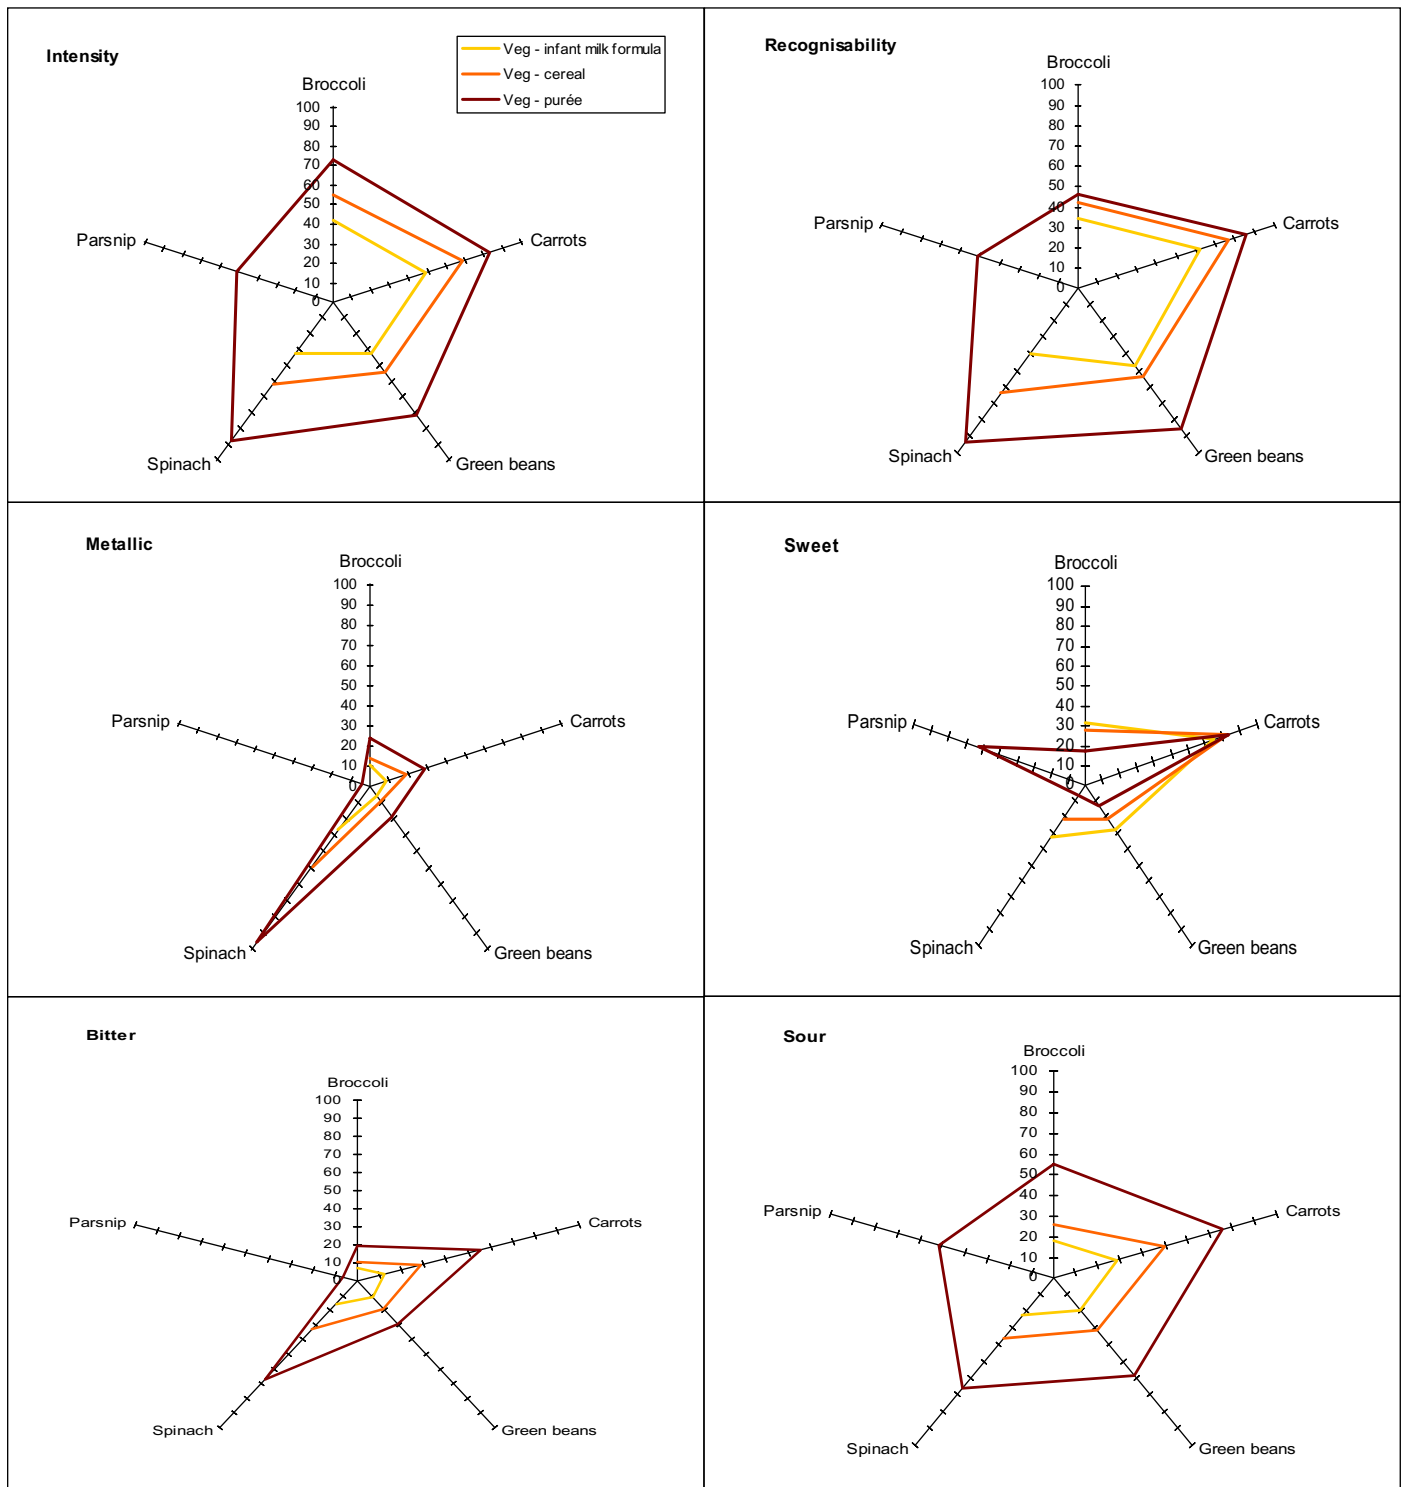 Intensity
Veg - infant milk formula
Veg - cereal
Veg - purée
Broccoli
100
90
80
70
60
50
40
30
20
10
0
Parsnip
Carrots
Spinach
Green beans
Recognisability
Broccoli
100
90
80
70
60
50
40
30
20
10
0
Parsnip
Carrots
Spinach
Green beans
Metallic
Broccoli
100
90
80
70
60
50
40
30
20
10
0
Parsnip
Carrots
Spinach
Green beans
Sweet
Broccoli
100
90
80
70
60
50
40
30
20
10
0
Parsnip
Carrots
Spinach
Green beans
Bitter
Broccoli
100
90
80
70
60
50
40
30
20
10
0
Parsnip
Carrots
Spinach
Green beans
Sour
Broccoli
100
90
80
70
60
50
40
30
20
10
0
Parsnip
Carrots
Spinach
Green beans